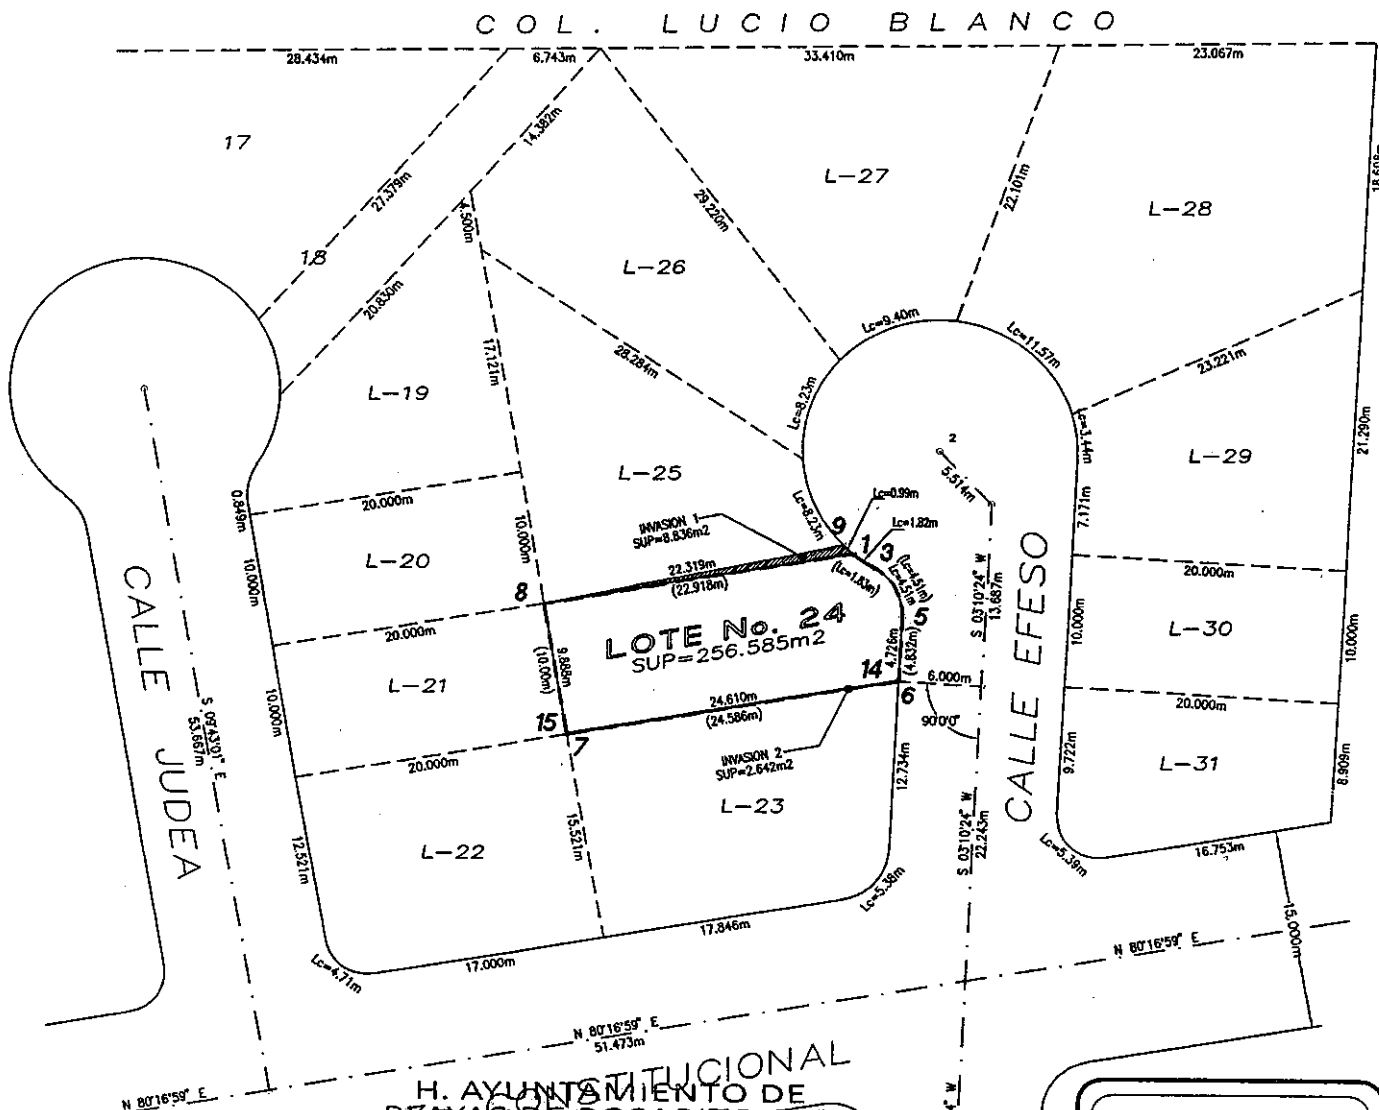 COL. LUCIO BLANCO
28.434m
6.743m
33.410m
23.067m
17
14.382m
27.379m
L-27
18.698m
29.220m
22.101m
L-28
4.500m
18
L-26
20.830m
Lc=9.40m
Lc=11.57m
17.121m
28.284m
23.221m
L-19
Lc=8.23m
Lc=3.44m
21.290m
2
L-25
5.514m
L-29
0.849m
20.000m
Lc=0.99m
Lc=8.23m
7.171m
INVASION 1
SUP=8.836m2
9
Lc=1.82m
10.000m
1
3
L-20
22.319m
(22.918m)
(Lc=1.83m)
(Lc=4.51m)
Lc=4.51m
20.000m
10.000m
8
LOTE No. 24
SUP=256.585m2
5
S 03°10'24" W
13.687m
CALLE EFESO
10.000m
L-30
10.000m
20.000m
9.888m
(10.00m)
4.726m
(4.832m)
CALLE JUDEA
L-21
14
6.000m
6
24.610m
(24.586m)
20.000m
10.000m
S 09°43'01" E
53.667m
15
7
90°0'0"
INVASION 2
SUP=2.642m2
20.000m
12.734m
9.722m
L-31
8.909m
L-23
S 03°10'24" W
22.243m
15.521m
L-22
12.521m
Lc=5.39m
16.753m
Lc=5.38m
17.846m
15.000m
N 80°16'59" E
Lc=4.71m
17.000m
N 80°16'59" E
51.473m
CONSTITUCIONAL
H. AYUNTAMIENTO DE
N 80°16'59" E